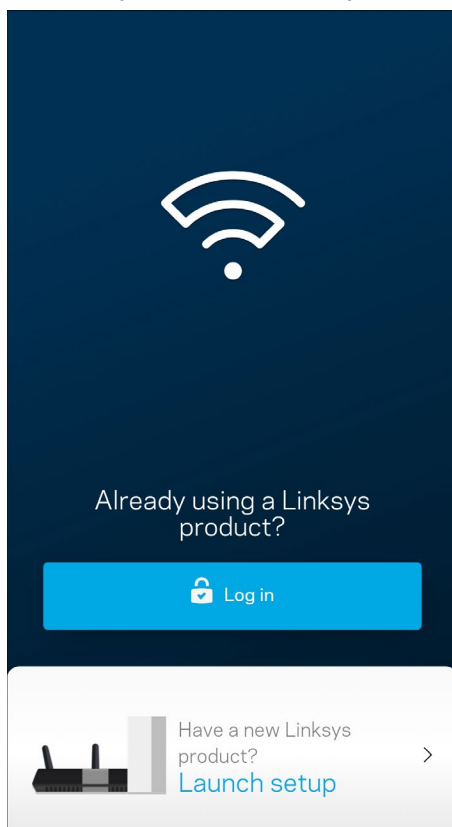 Already using a Linksys
product?
Log in
Have a new Linksys
product?
Launch setup